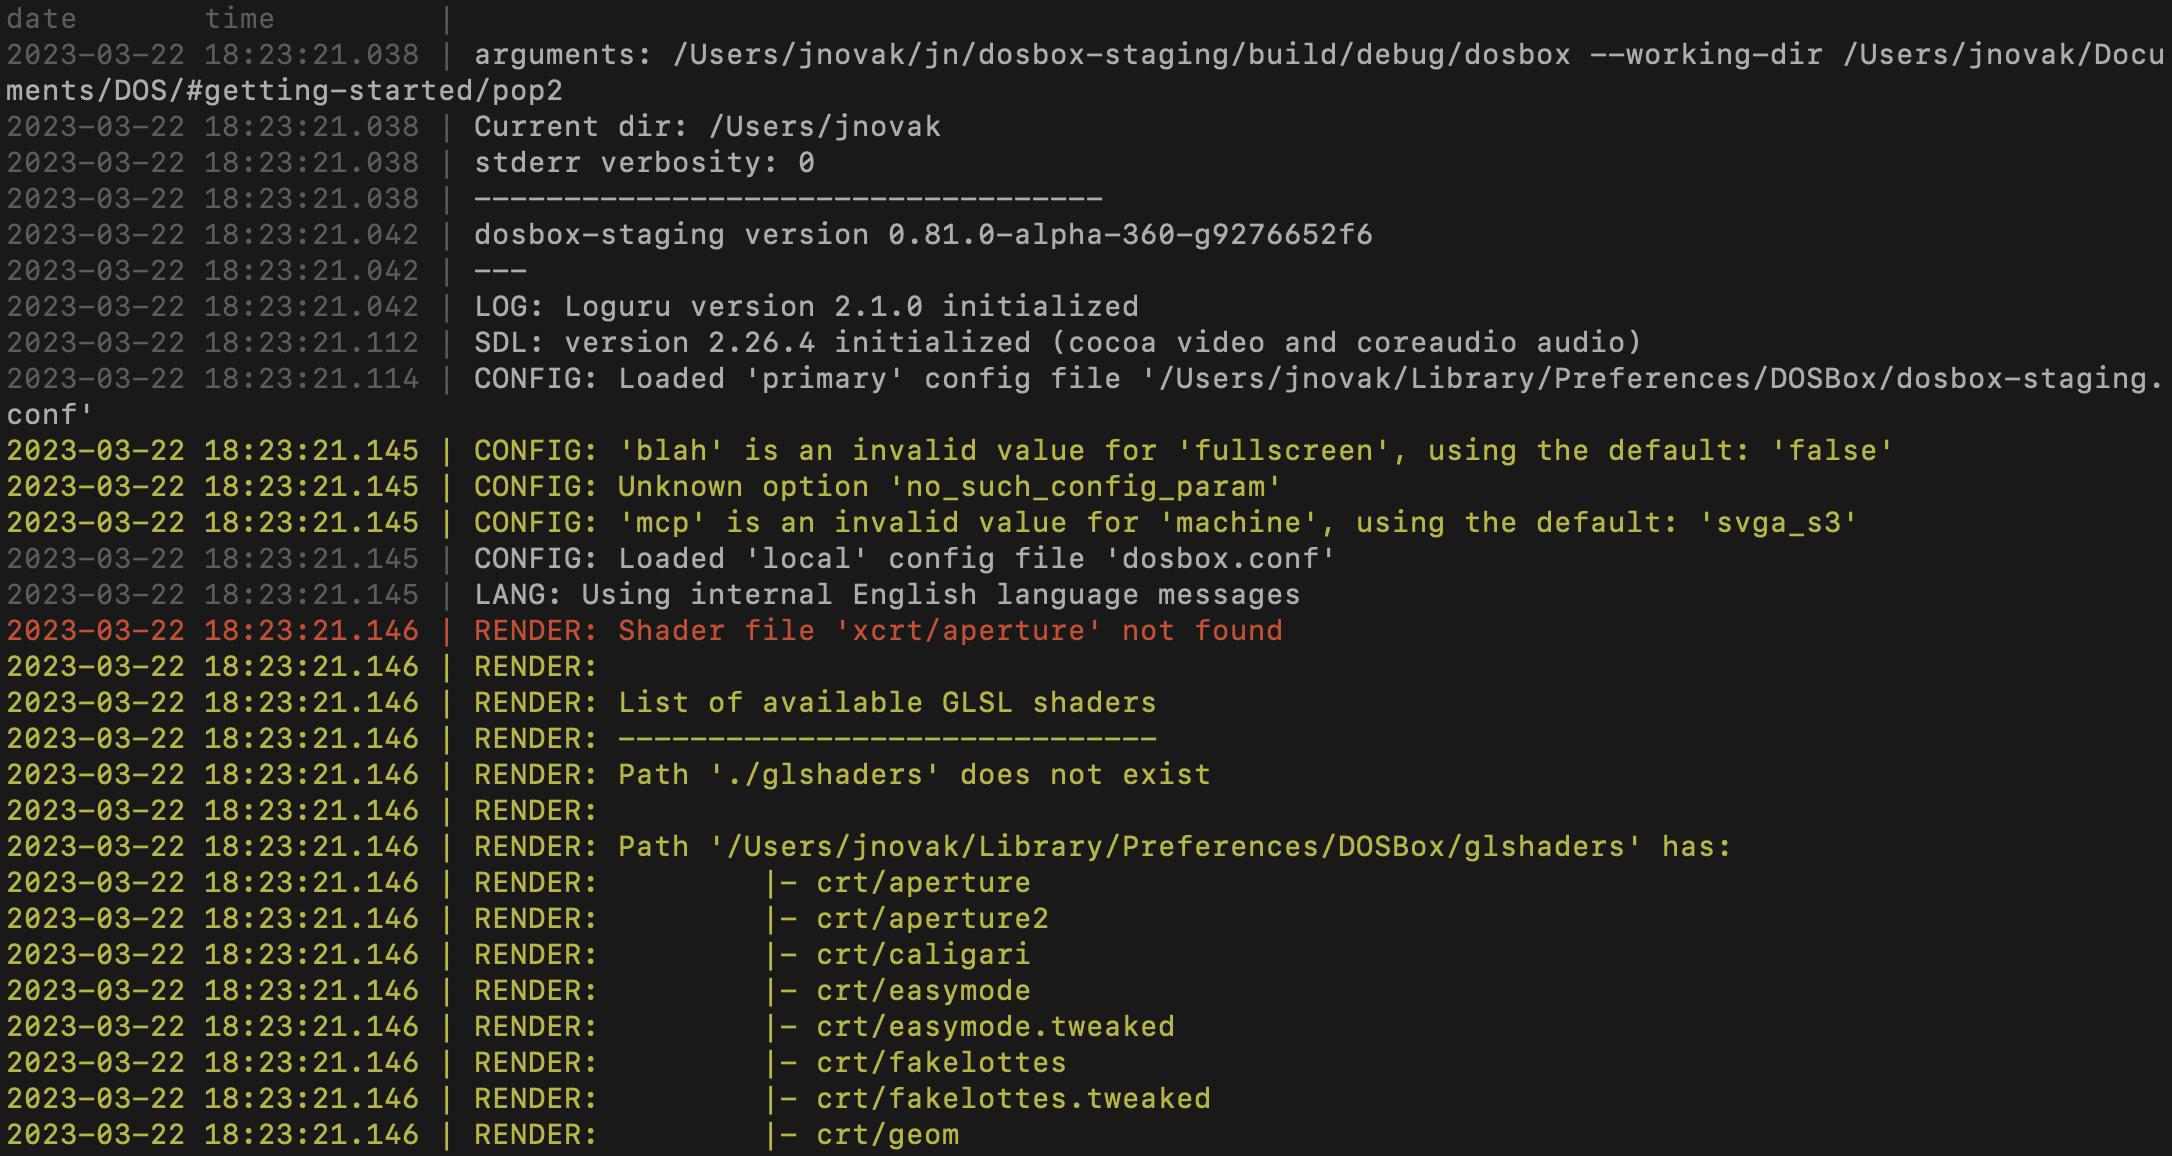 date       time         |
2023-03-22 18:23:21.038 | arguments: /Users/jnovak/jn/dosbox-staging/build/debug/dosbox --working-dir /Users/jnovak/Docu
ments/DOS/#getting-started/pop2
2023-03-22 18:23:21.038 | Current dir: /Users/jnovak
2023-03-22 18:23:21.038 | stderr verbosity: 0
2023-03-22 18:23:21.038 | -----------------------------------
2023-03-22 18:23:21.042 | dosbox-staging version 0.81.0-alpha-360-g9276652f6
2023-03-22 18:23:21.042 | ---
2023-03-22 18:23:21.042 | LOG: Loguru version 2.1.0 initialized
2023-03-22 18:23:21.112 | SDL: version 2.26.4 initialized (cocoa video and coreaudio audio)
2023-03-22 18:23:21.114 | CONFIG: Loaded 'primary' config file '/Users/jnovak/Library/Preferences/DOSBox/dosbox-staging.
conf'
2023-03-22 18:23:21.145 | CONFIG: 'blah' is an invalid value for 'fullscreen', using the default: 'false'
2023-03-22 18:23:21.145 | CONFIG: Unknown option 'no_such_config_param'
2023-03-22 18:23:21.145 | CONFIG: 'mcp' is an invalid value for 'machine', using the default: 'svga_s3'
2023-03-22 18:23:21.145 | CONFIG: Loaded 'local' config file 'dosbox.conf'
2023-03-22 18:23:21.145 | LANG: Using internal English language messages
2023-03-22 18:23:21.146 | RENDER: Shader file 'xcrt/aperture' not found
2023-03-22 18:23:21.146 | RENDER:
2023-03-22 18:23:21.146 | RENDER: List of available GLSL shaders
2023-03-22 18:23:21.146 | RENDER: ------------------------------
2023-03-22 18:23:21.146 | RENDER: Path './glshaders' does not exist
2023-03-22 18:23:21.146 | RENDER:
2023-03-22 18:23:21.146 | RENDER: Path '/Users/jnovak/Library/Preferences/DOSBox/glshaders' has:
2023-03-22 18:23:21.146 | RENDER:         |- crt/aperture
2023-03-22 18:23:21.146 | RENDER:         |- crt/aperture2
2023-03-22 18:23:21.146 | RENDER:         |- crt/caligari
2023-03-22 18:23:21.146 | RENDER:         |- crt/easymode
2023-03-22 18:23:21.146 | RENDER:         |- crt/easymode.tweaked
2023-03-22 18:23:21.146 | RENDER:         |- crt/fakelottes
2023-03-22 18:23:21.146 | RENDER:         |- crt/fakelottes.tweaked
2023-03-22 18:23:21.146 | RENDER:         |- crt/geom